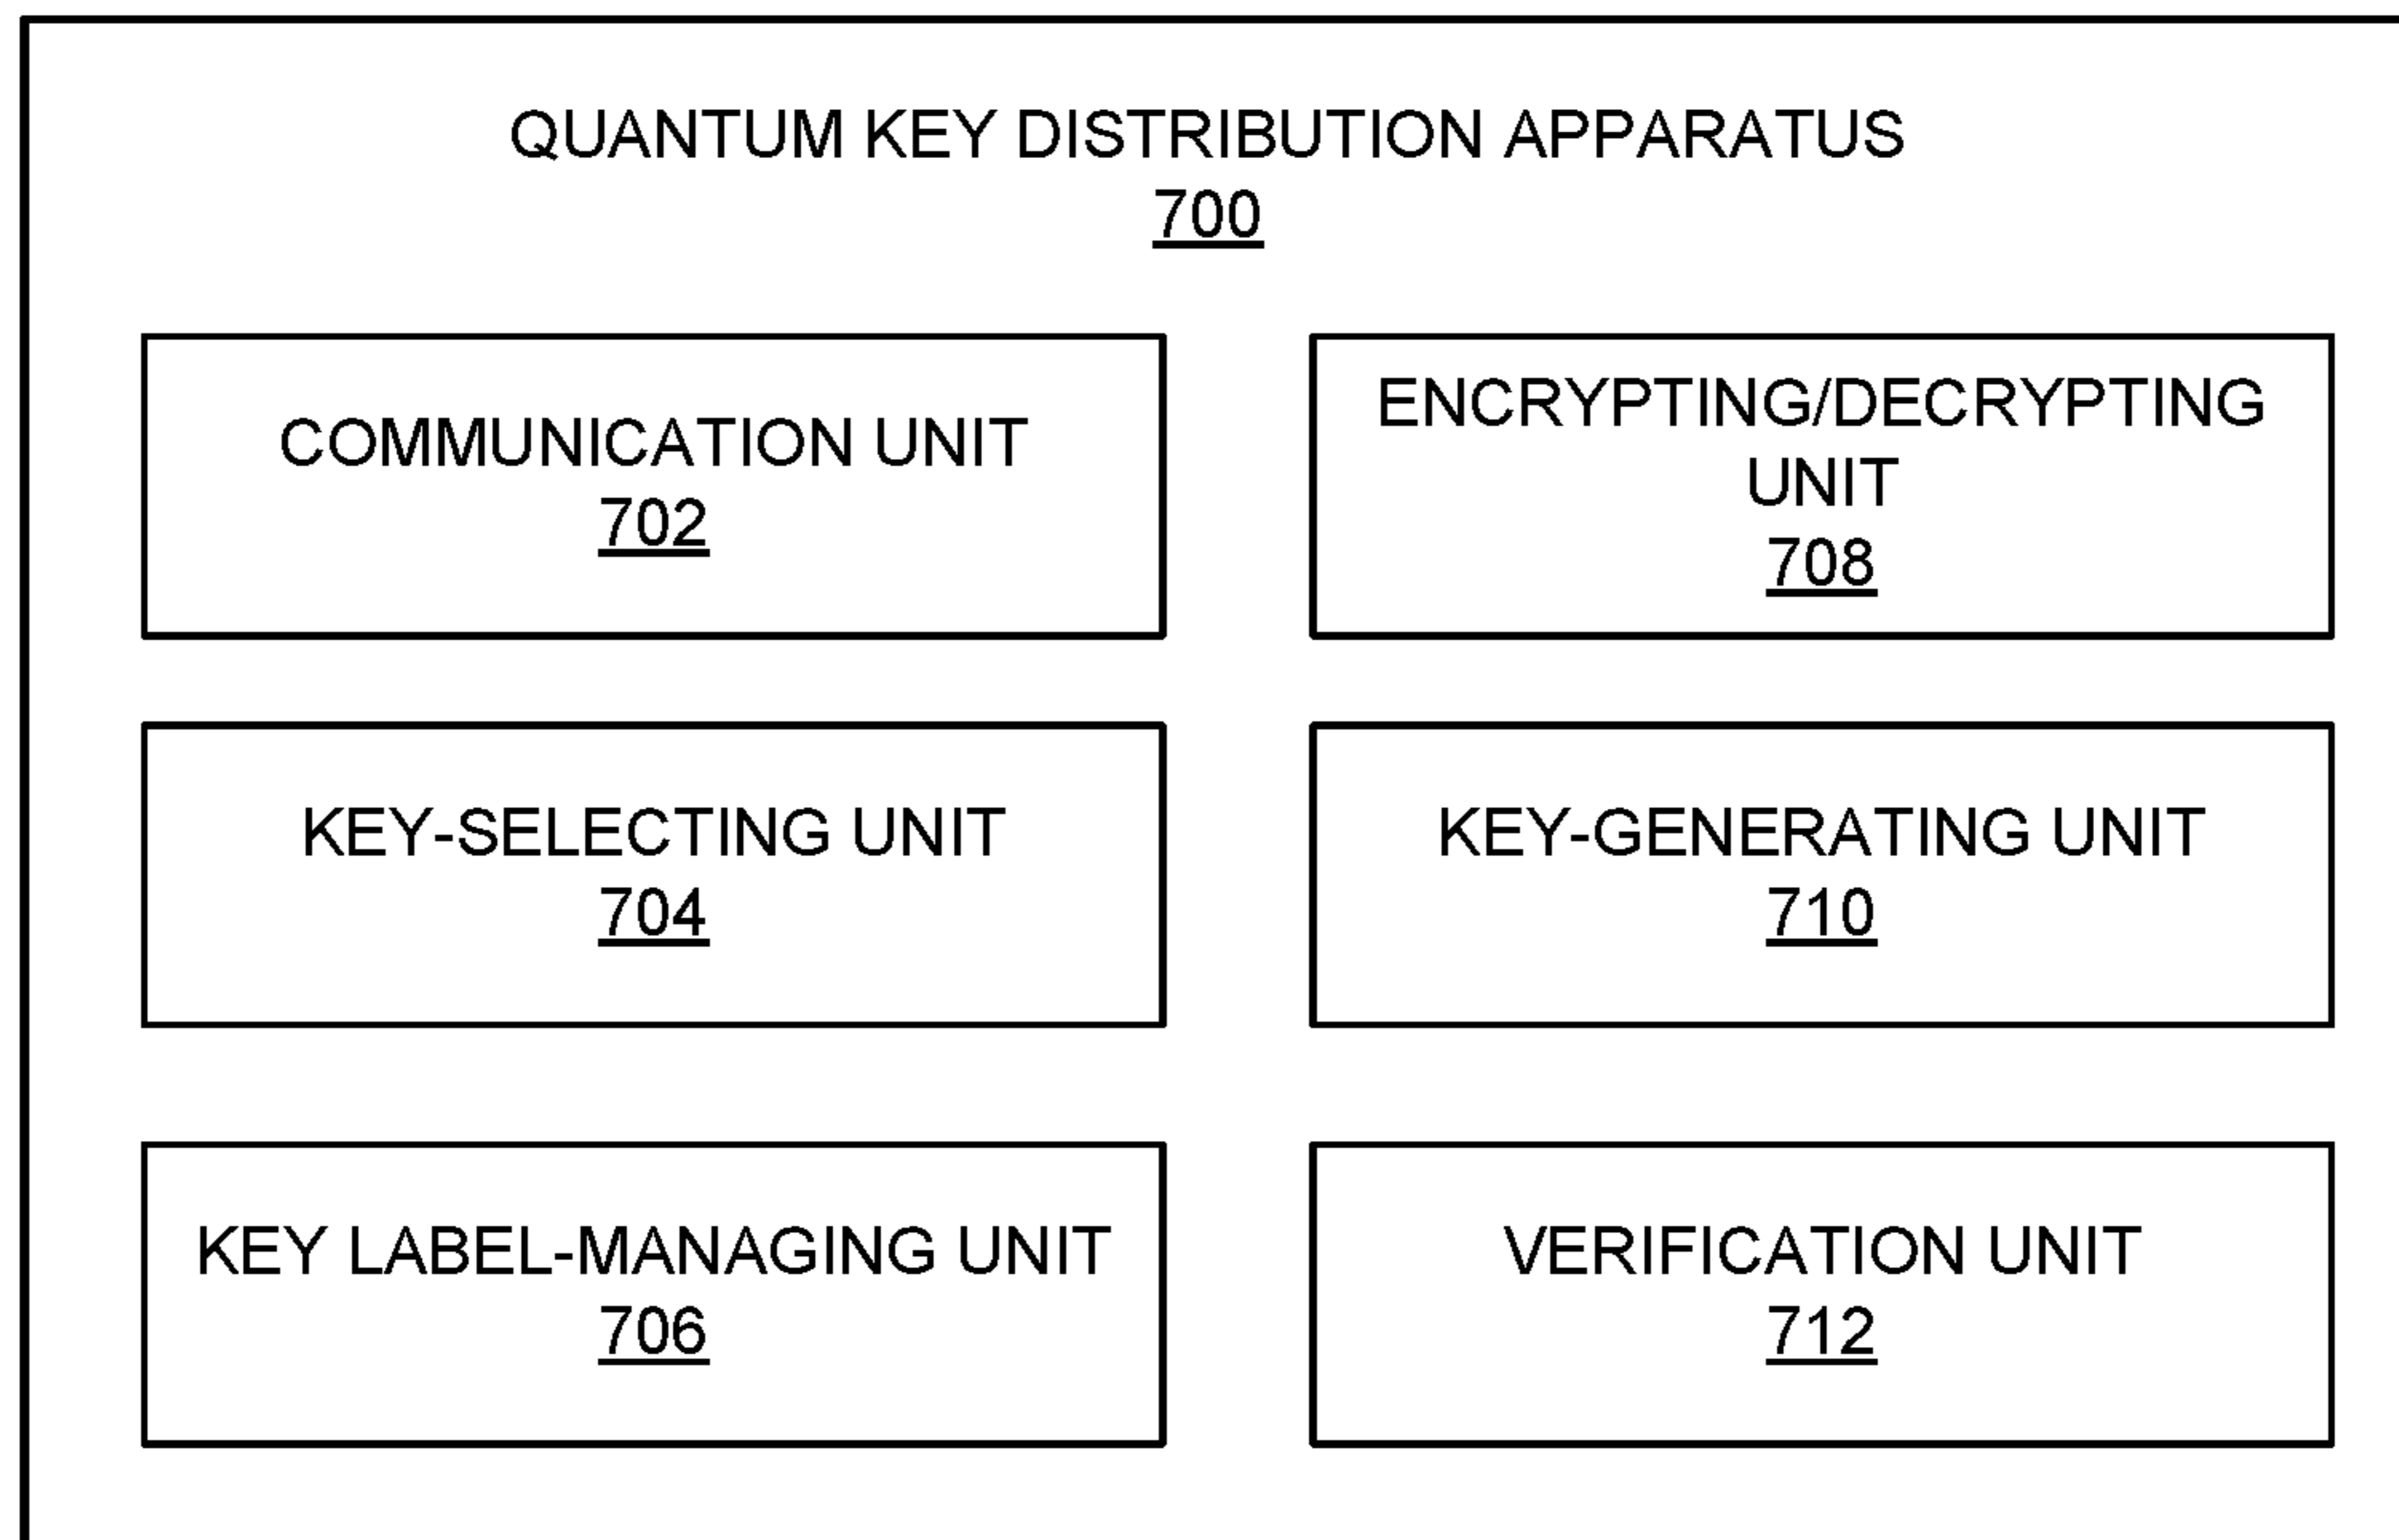 QUANTUM KEY DISTRIBUTION APPARATUS
700
COMMUNICATION UNIT
702
ENCRYPTING/DECRYPTING
UNIT
708
KEY-SELECTING UNIT
704
KEY-GENERATING UNIT
710
KEY LABEL-MANAGING UNIT
706
VERIFICATION UNIT
712